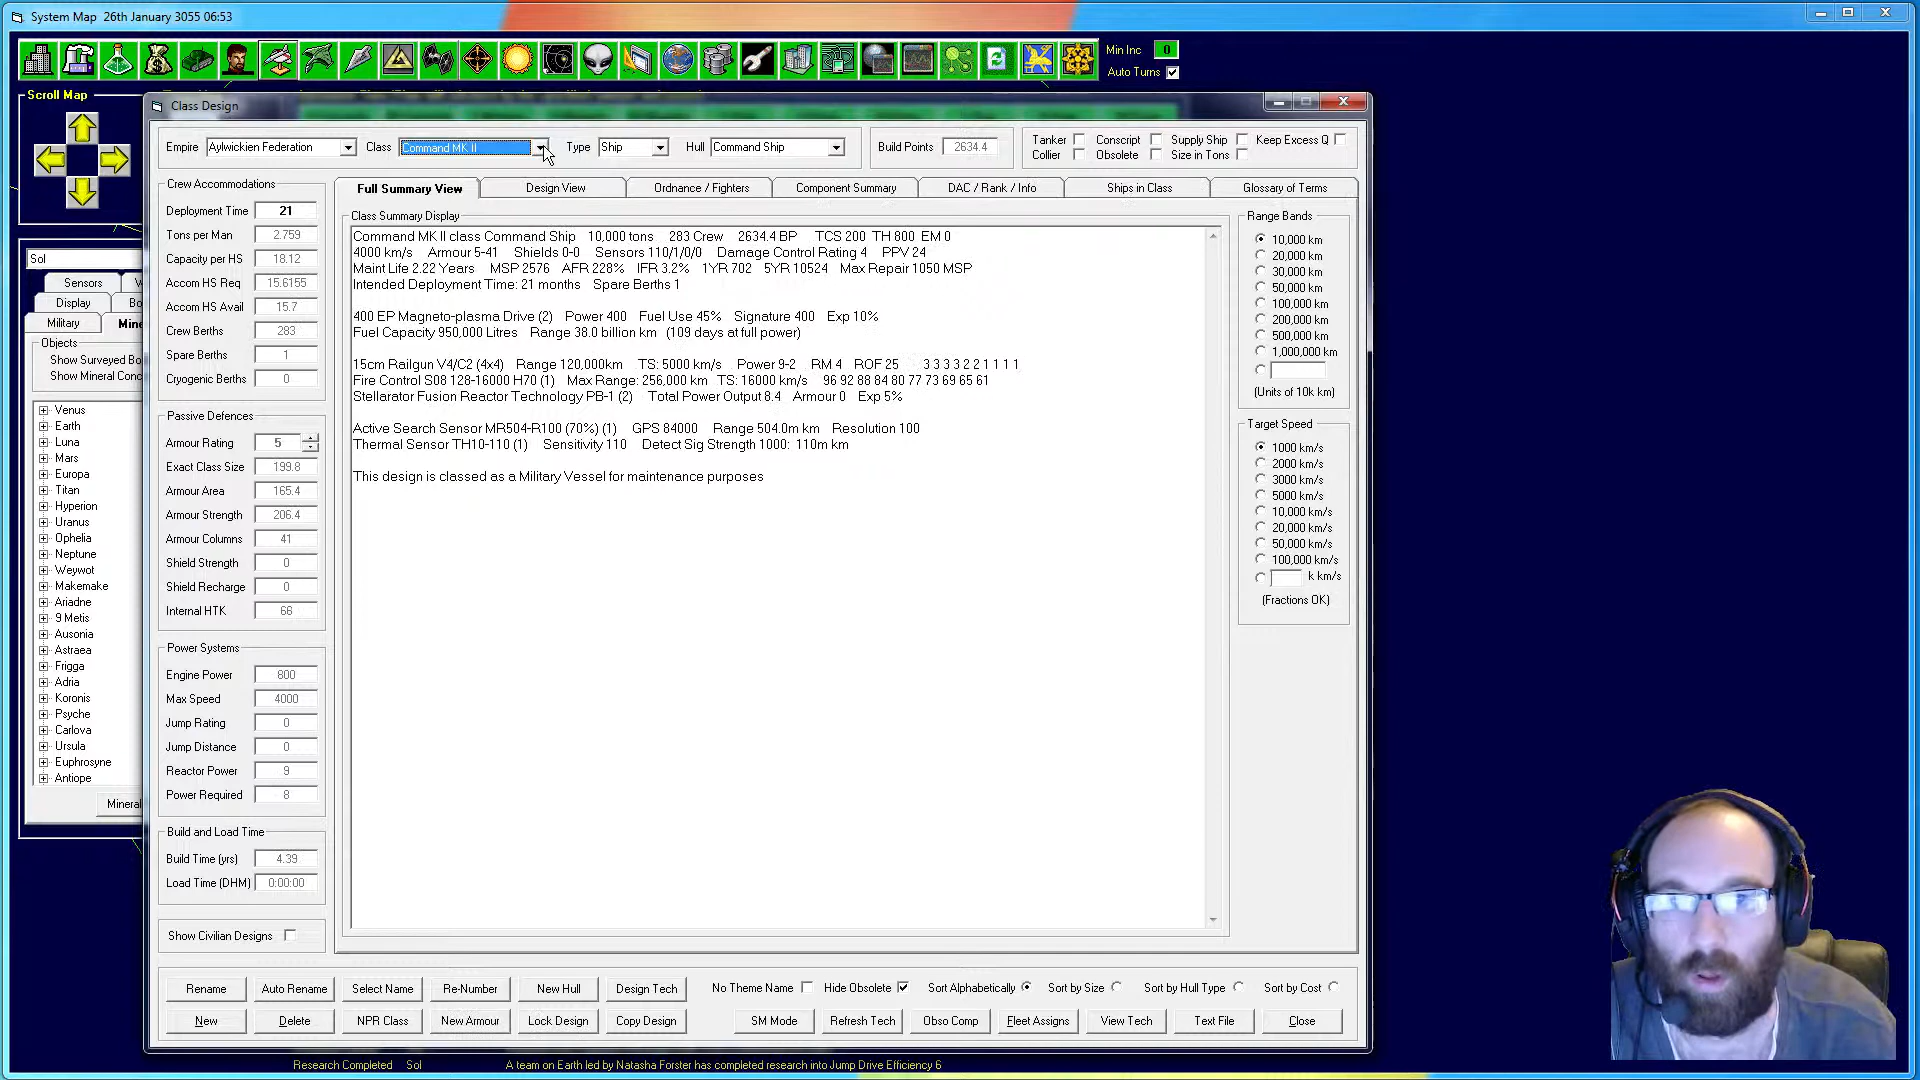 System Map   26th January 3055 06:53
Min Inc 0
Auto Turns
Scroll Map
Class Design
Empire Aylwickien Federation Class Command MK II Type Ship Hull Command Ship Build Points 2634.4
Tanker Conscript Supply Ship Keep Excess Q
Collier Obsolete Size in Tons
Full Summary View Design View Ordnance / Fighters Component Summary DAC / Rank / Info Ships in Class Glossary of Terms
Sol
Sensors
Display
Military
Objects
Show Surveyed Bo
Show Mineral Conc
Venus
Earth
Luna
Mars
Europa
Titan
Hyperion
Uranus
Ophelia
Neptune
Weywot
Makemake
Ariadne
9 Metis
Ausonia
Astraea
Frigga
Adria
Koronis
Psyche
Carlova
Ursula
Euphrosyne
Antiope
Mineral
Crew Accommodations
Deployment Time 21
Tons per Man 2.759
Capacity per HS 18.12
Accom HS Req 15.6155
Accom HS Avail 15.7
Crew Berths 283
Spare Berths 1
Cryogenic Berths 0
Passive Defences
Armour Rating 5
Exact Class Size 199.8
Armour Area 165.4
Armour Strength 206.4
Armour Columns 41
Shield Strength 0
Shield Recharge 0
Internal HTK 66
Power Systems
Engine Power 800
Max Speed 4000
Jump Rating 0
Jump Distance 0
Reactor Power 9
Power Required 8
Build and Load Time
Build Time (yrs) 4.39
Load Time (DHM) 0:00:00
Show Civilian Designs
Class Summary Display
Command MK II class Command Ship 10,000 tons 283 Crew 2634.4 BP TCS 200 TH 800 EM 0
4000 km/s Armour 5-41 Shields 0-0 Sensors 110/1/0/0 Damage Control Rating 4 PPV 24
Maint Life 2.22 Years MSP 2576 AFR 228% IFR 3.2% 1YR 702 5YR 10524 Max Repair 1050 MSP
Intended Deployment Time: 21 months Spare Berths 1
400 EP Magneto-plasma Drive (2) Power 400 Fuel Use 45% Signature 400 Exp 10%
Fuel Capacity 950,000 Litres Range 38.0 billion km (109 days at full power)
15cm Railgun V4/C2 (4x4) Range 120,000km TS: 5000 km/s Power 9-2 RM 4 ROF 25 3 3 3 3 2 2 1 1 1 1
Fire Control S08 128-16000 H70 (1) Max Range: 256,000 km TS: 16000 km/s 96 92 88 84 80 77 73 69 65 61
Stellarator Fusion Reactor Technology PB-1 (2) Total Power Output 8.4 Armour 0 Exp 5%
Active Search Sensor MR504-R100 (70%) (1) GPS 84000 Range 504.0m km Resolution 100
Thermal Sensor TH10-110 (1) Sensitivity 110 Detect Sig Strength 1000: 110m km
This design is classed as a Military Vessel for maintenance purposes
Range Bands
10,000 km
20,000 km
30,000 km
50,000 km
100,000 km
200,000 km
500,000 km
1,000,000 km
(Units of 10k km)
Target Speed
1000 km/s
2000 km/s
3000 km/s
5000 km/s
10,000 km/s
20,000 km/s
50,000 km/s
100,000 km/s
k km/s
(Fractions OK)
Rename Auto Rename Select Name Re-Number New Hull Design Tech No Theme Name Hide Obsolete Sort Alphabetically Sort by Size Sort by Hull Type Sort by Cost
New Delete NPR Class New Armour Lock Design Copy Design SM Mode Refresh Tech Obso Comp Fleet Assigns View Tech Text File Close
Research Completed Sol A team on Earth led by Natasha Forster has completed research into Jump Drive Efficiency 6